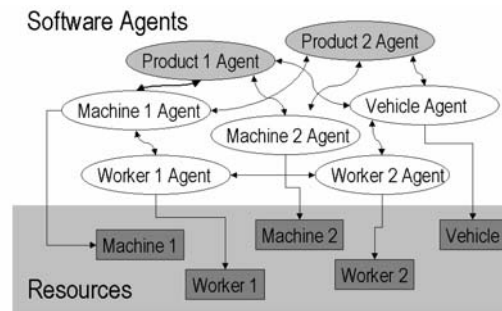 Software Agents
Product 2 Agent
Product 1 Agent
Machine 1 Agent
Vehicle Agent
Machine 2 Agent
Worker 1 Agent
Worker 2 Agent
Machine 1
Machine 2
Vehicle
Worker 1
Worker 2
Resources